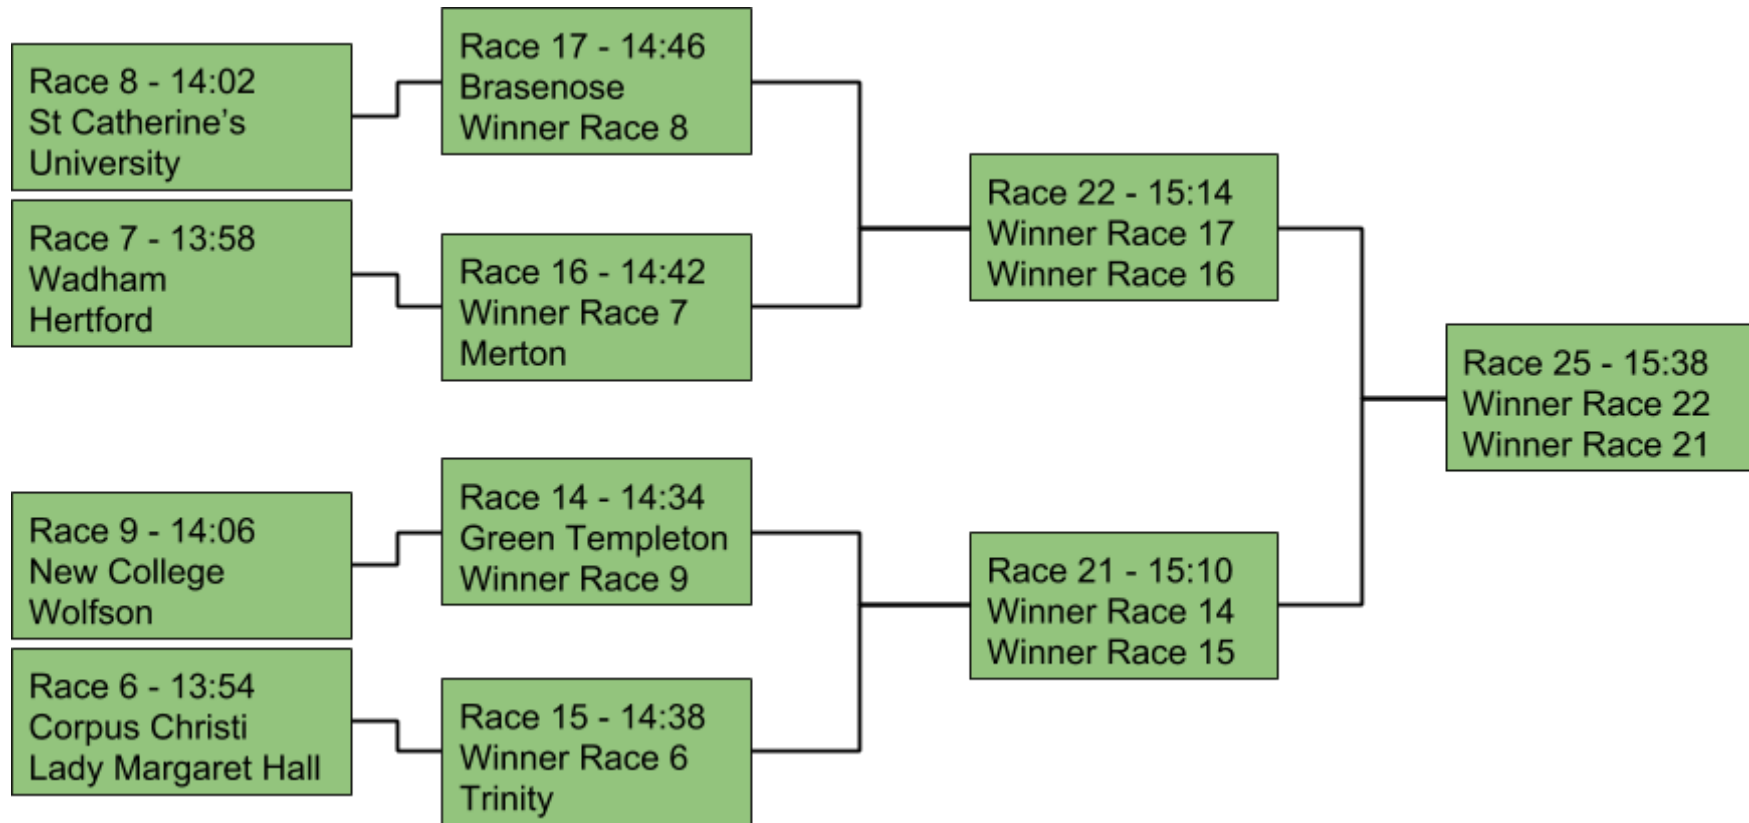 Race 8 - 14:02
St Catherine’s
University
Race 7 - 13:58
Wadham
Hertford
Race 9 - 14:06
New College
Wolfson
Race 6 - 13:54
Corpus Christi
Lady Margaret Hall
Race 17 - 14:46
Brasenose
Winner Race 8
Race 16 - 14:42
Winner Race 7
Merton
Race 14 - 14:34
Green Templeton
Winner Race 9
Race 15 - 14:38
Winner Race 6
Trinity
Race 22 - 15:14
Winner Race 17
Winner Race 16
Race 21 - 15:10
Winner Race 14
Winner Race 15
Race 25 - 15:38
Winner Race 22
Winner Race 21